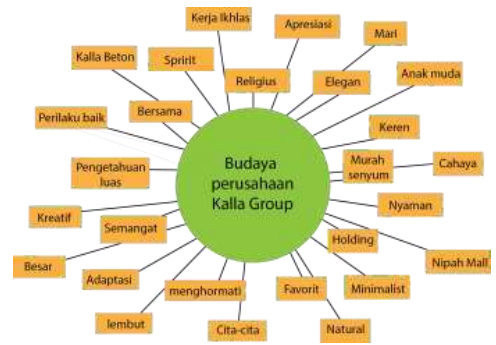 Kerja Ikhlas
Apresiasi
Mari
Kalla Beton
Spririt
Religius
Elegan
Anak muda
Perilaku baik
Bersama
Keren
Budaya
perusahaan
Kalla Group
Pengetahuan
luas
Murah
senyum
Cahaya
Kreatif
Semangat
Nyaman
Holding
Besar
Adaptasi
menghormati
Favorit
Minimalist
Nipah Mall
lembut
Cita-cita
Natural